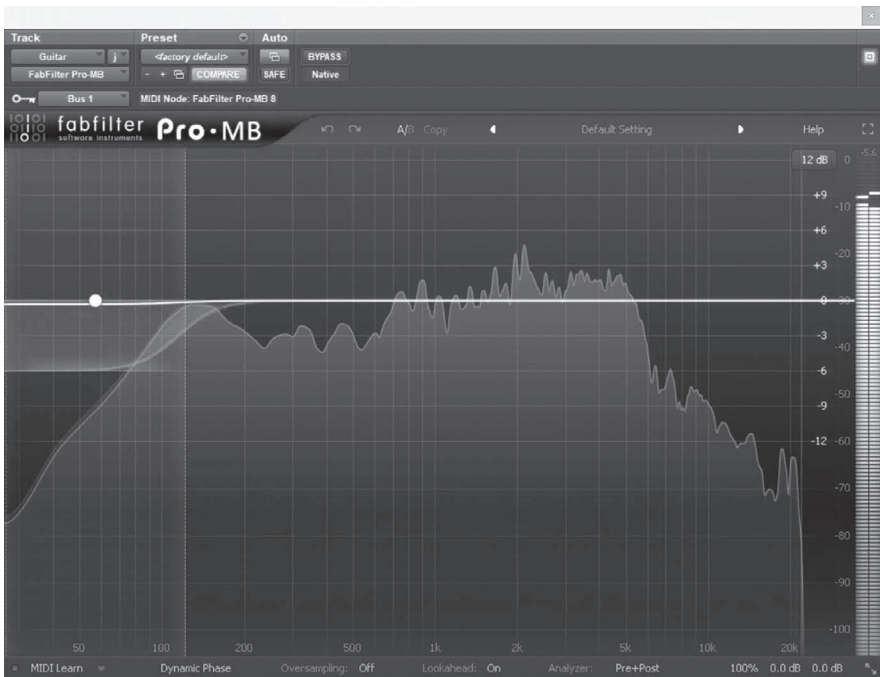 Track Preset Auto
Guitar j <factory default> BYPASS
FabFilter Pro-MB - + COMPARE SAFE Native
Bus 1 MIDI Node: FabFilter Pro-MB 8
fabfilter Pro·MB A/B Copy Default Setting Help
software instruments
12 dB 0 -5.6
+9 -10
+6
-20
+3
0 -30
-3
-40
-6
-50
-9
-12 -60
-70
-80
-90
-100
50 100 200 500 1k 2k 5k 10k 20k
MIDI Learn Dynamic Phase Oversampling: Off Lookahead: On Analyzer: Pre+Post 100% 0.0 dB 0.0 dB